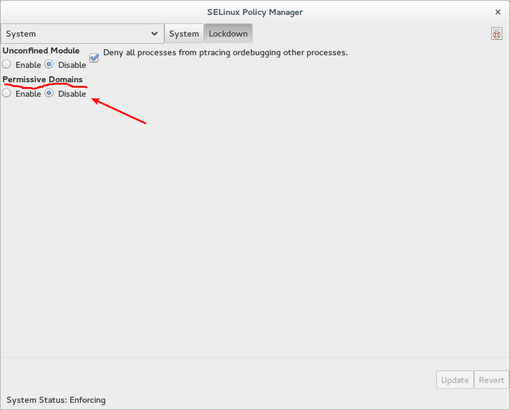 SELinux Policy Manager
System
System
Lockdown
Unconfined Module
Enable
Disable
Deny all processes from ptracing ordebugging other processes.
Permissive Domains
Enable
Disable
Update
Revert
System Status: Enforcing